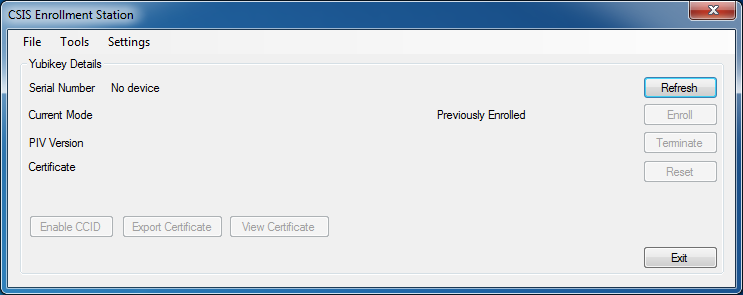 CSIS Enrollment Station
File Tools Settings
Yubikey Details
Serial Number No device Refresh
Current Mode Previously Enrolled Enroll
PIV Version Terminate
Certificate Reset
Enable CCID Export Certificate View Certificate
Exit